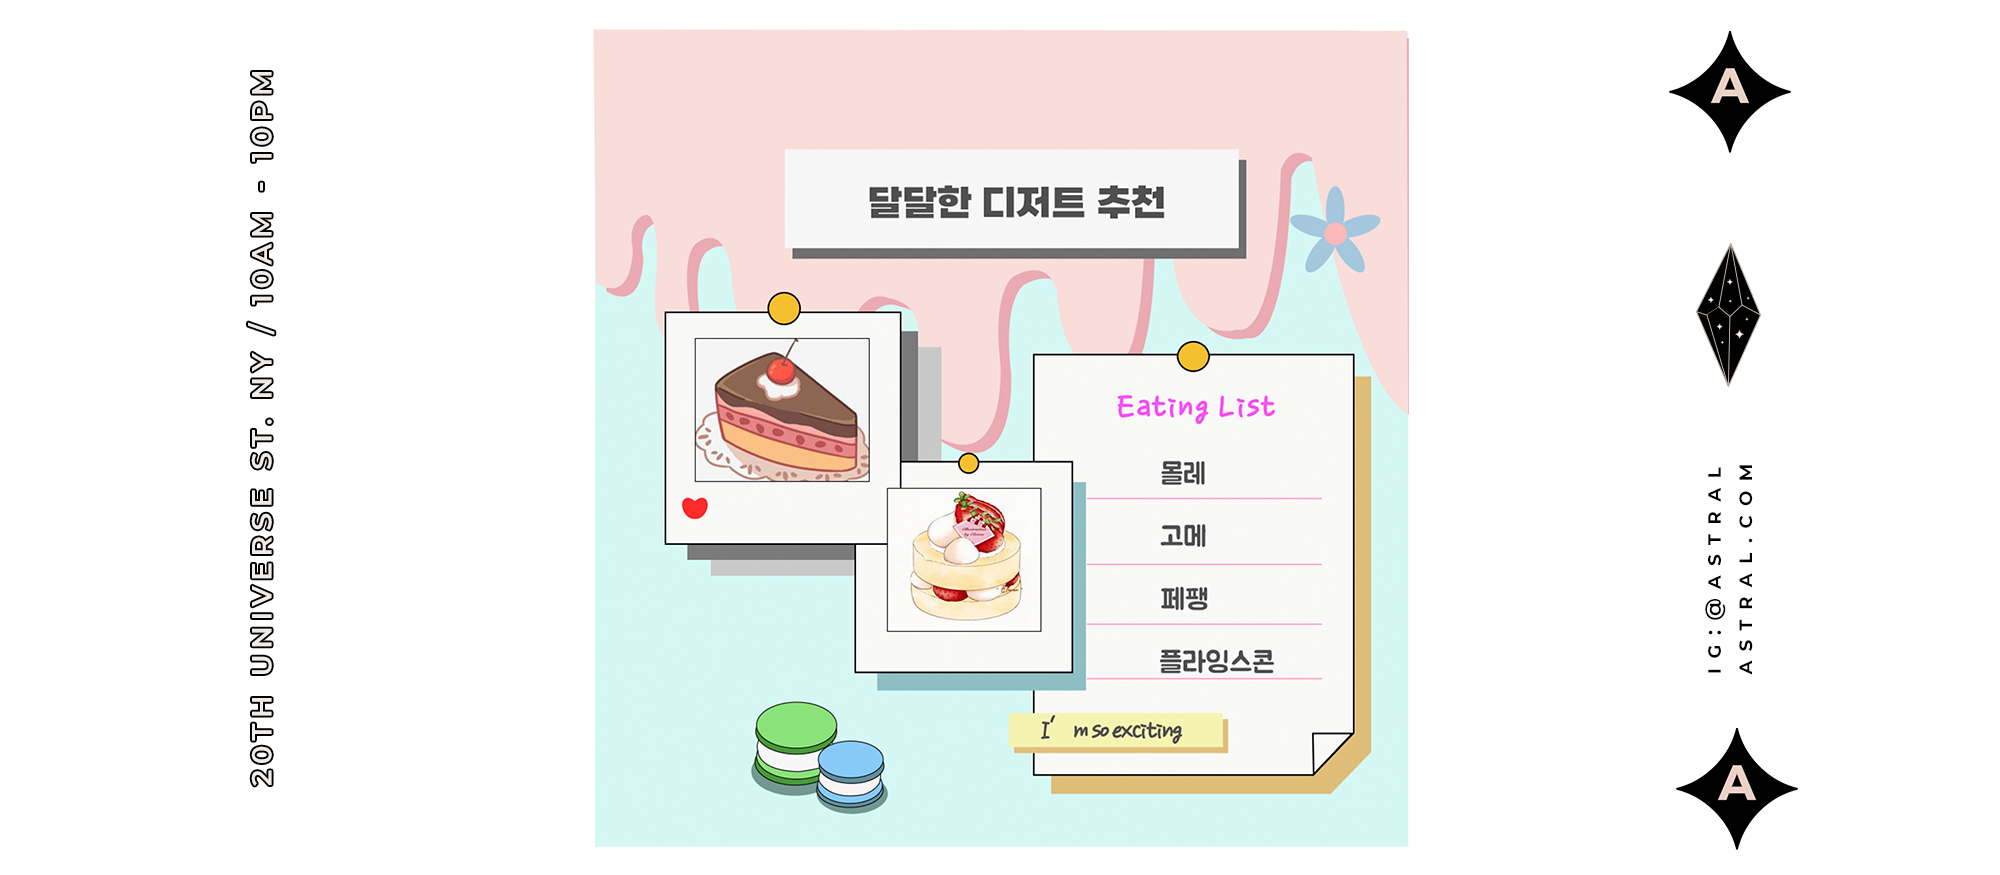 20TH UNIVERSE ST. NY / 10AM - 10PM
달달한 디저트 추천
Eating List
몰레
고메
페팽
플라잉스콘
I' m so exciting
A
IG:@ASTRAL
ASTRAL.COM
A